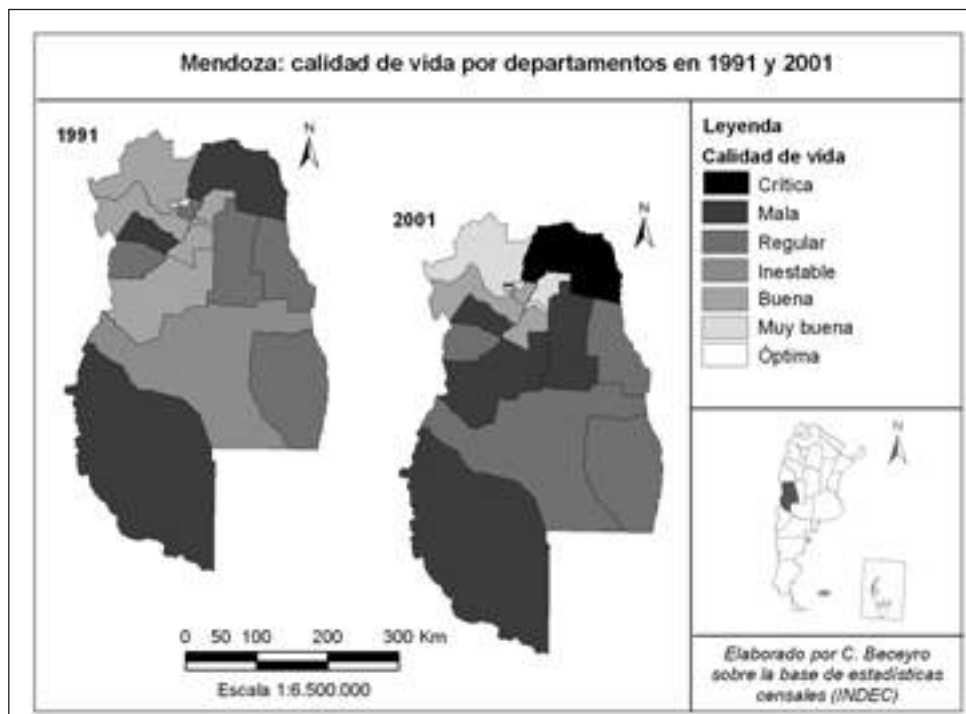 Mendoza: calidad de vida por departamentos en 1991 y 2001
1991
N
2001
N
0 50 100 200 300 Km
Escala 1:6.500.000
Leyenda
Calidad de vida
Crítica
Mala
Regular
Inestable
Buena
Muy buena
Óptima
N
Elaborado por C. Beceyro
sobre la base de estadísticas
censales (INDEC)